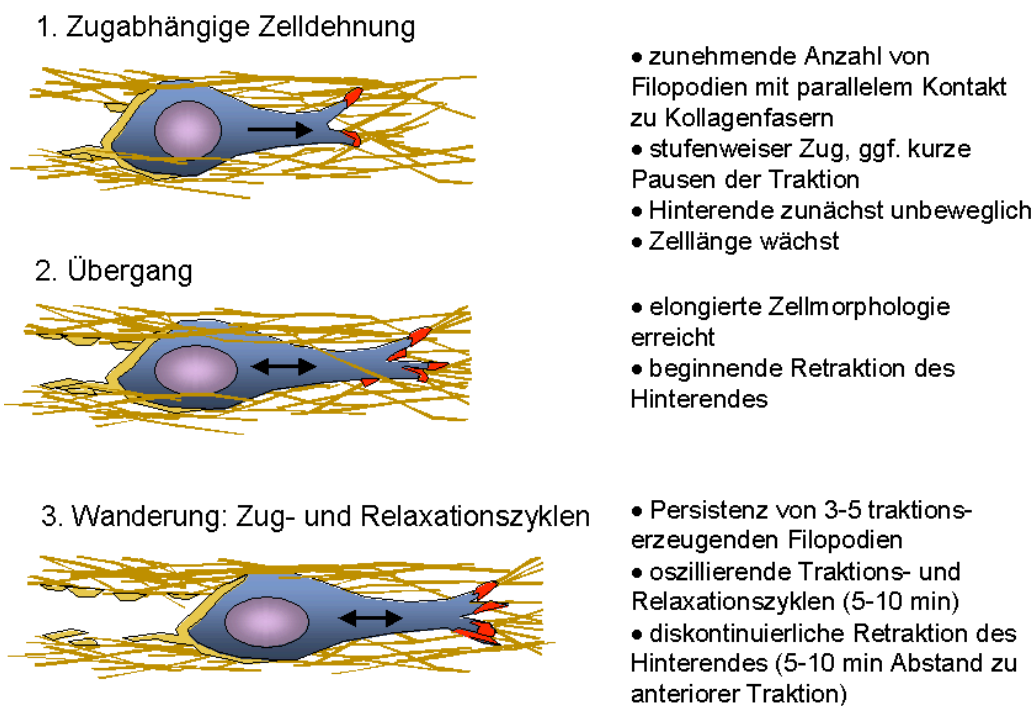 1. Zugabhängige Zelldehnung
• zunehmende Anzahl von
Filopodien mit parallelem Kontakt
zu Kollagenfasern
• stufenweiser Zug, ggf. kurze
Pausen der Traktion
• Hinterende zunächst unbeweglich
• Zelllänge wächst
2. Übergang
• elongierte Zellmorphologie
erreicht
• beginnende Retraktion des
Hinterendes
3. Wanderung: Zug- und Relaxationszyklen
• Persistenz von 3-5 traktions-
erzeugenden Filopodien
• oszillierende Traktions- und
Relaxationszyklen (5-10 min)
• diskontinuierliche Retraktion des
Hinterendes (5-10 min Abstand zu
anteriorer Traktion)